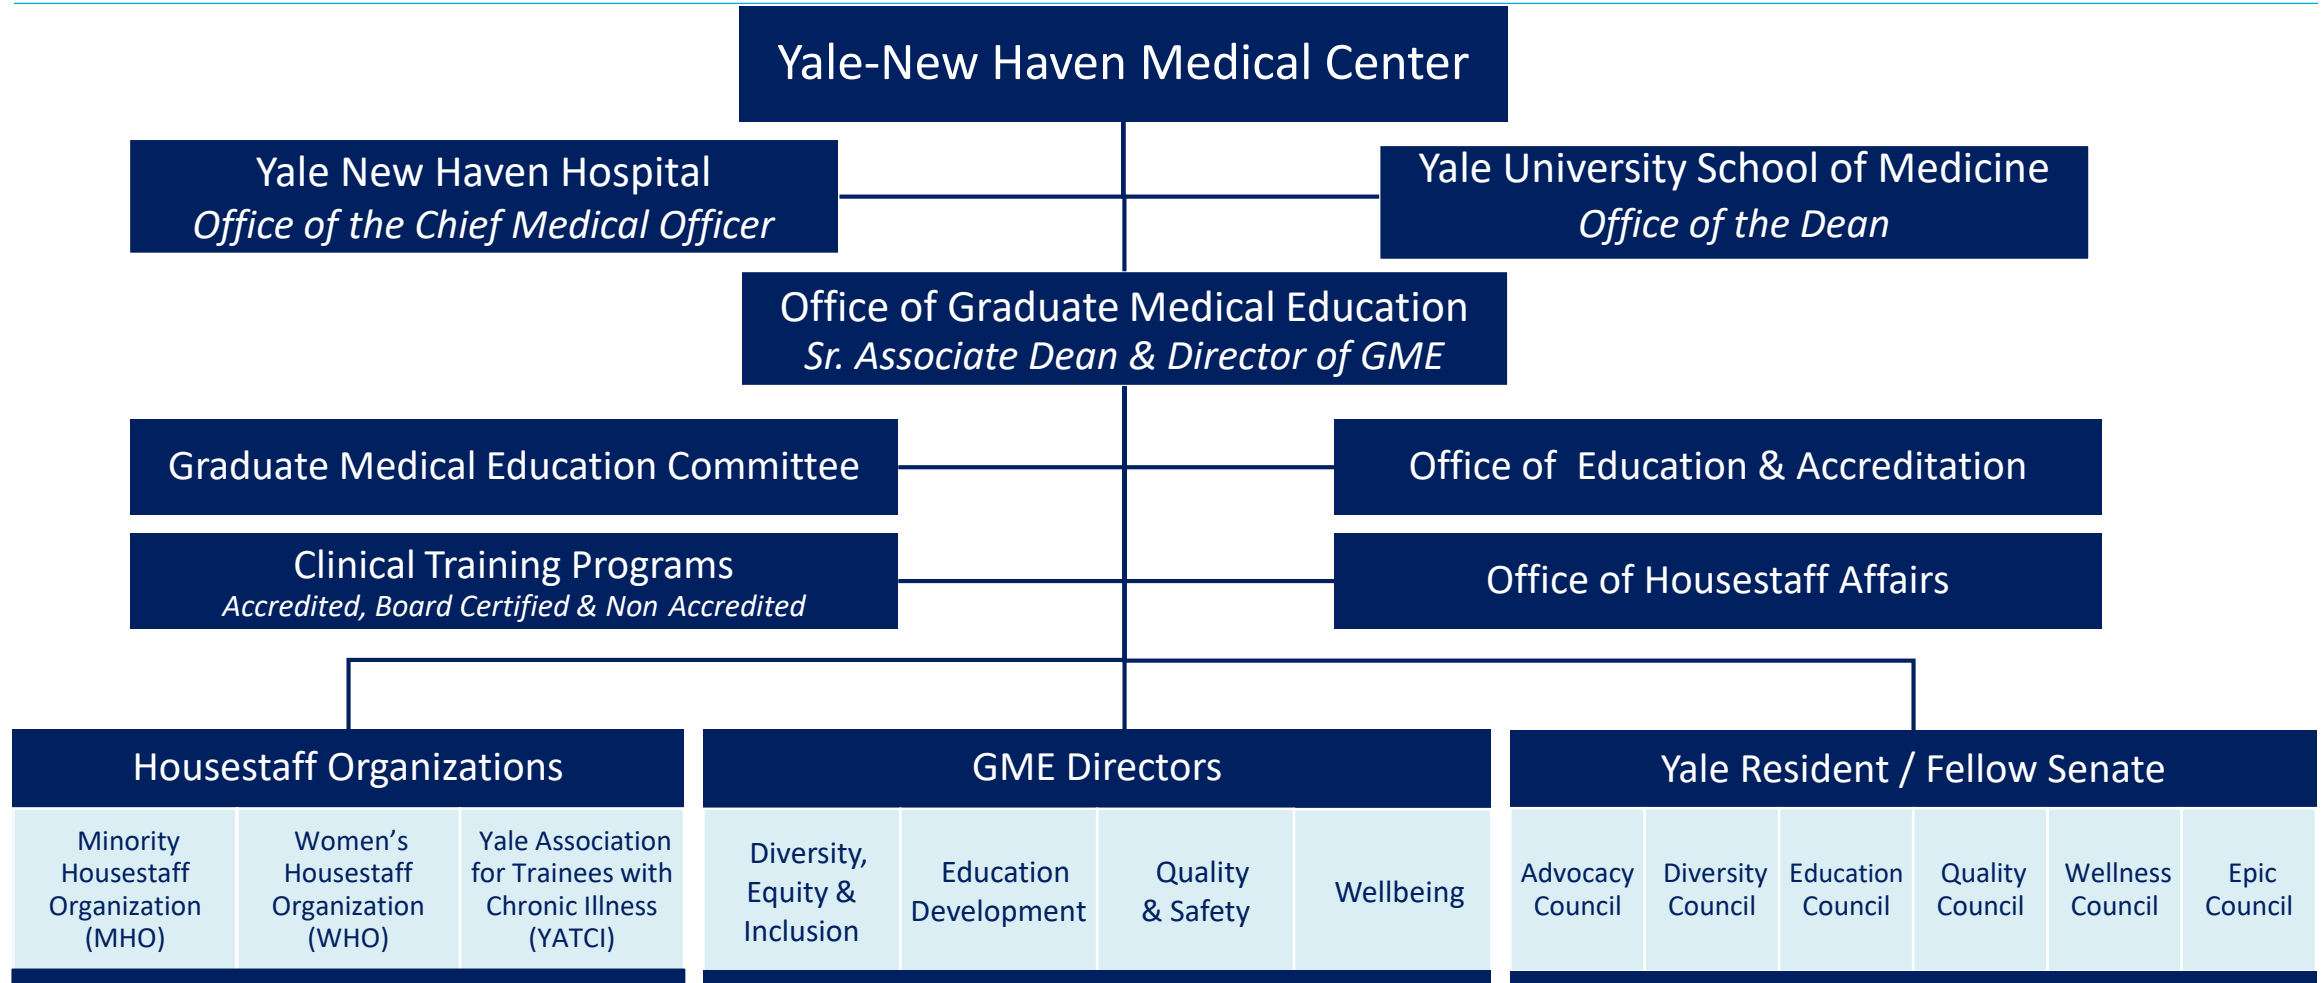 Yale-New Haven Medical Center
Yale New Haven Hospital
Office of the Chief Medical Officer
Yale University School of Medicine
Office of the Dean
Office of Graduate Medical Education
Sr. Associate Dean & Director of GME
Graduate Medical Education Committee
Office of Education & Accreditation
Clinical Training Programs
Accredited, Board Certified & Non Accredited
Office of Housestaff Affairs
Housestaff Organizations
Minority
Housestaff
Organization
(MHO)
Women’s
Housestaff
Organization
(WHO)
Yale Association
for Trainees with
Chronic Illness
(YATCI)
GME Directors
Diversity,
Equity &
Inclusion
Education
Development
Quality
& Safety
Wellbeing
Yale Resident / Fellow Senate
Advocacy
Council
Diversity
Council
Education
Council
Quality
Council
Wellness
Council
Epic
Council